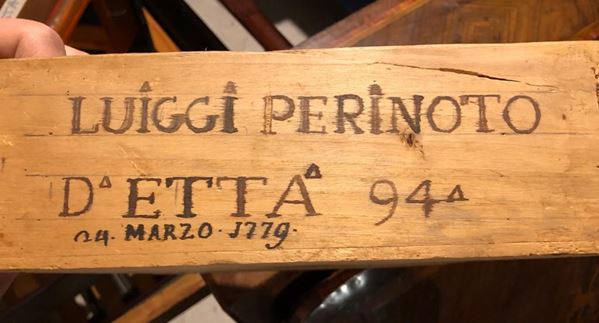 LUIGGI PERINOTO
D^A ETTA^A 94^A
24. MARZO. 1779.